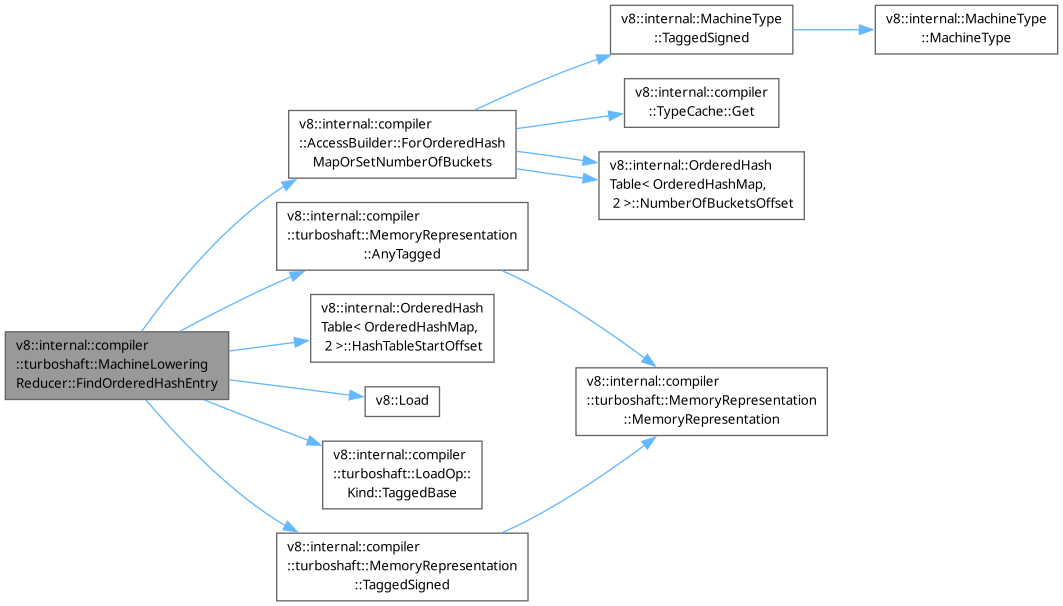 v8::internal::compiler
::turboshaft::MachineLowering
Reducer::FindOrderedHashEntry
v8::internal::compiler
::AccessBuilder::ForOrderedHash
MapOrSetNumberOfBuckets
v8::internal::MachineType
::TaggedSigned
v8::internal::MachineType
::MachineType
v8::internal::compiler
::TypeCache::Get
v8::internal::OrderedHash
Table< OrderedHashMap,
2 >::NumberOfBucketsOffset
v8::internal::compiler
::turboshaft::MemoryRepresentation
::AnyTagged
v8::internal::OrderedHash
Table< OrderedHashMap,
2 >::HashTableStartOffset
v8::Load
v8::internal::compiler
::turboshaft::LoadOp::
Kind::TaggedBase
v8::internal::compiler
::turboshaft::MemoryRepresentation
::TaggedSigned
v8::internal::compiler
::turboshaft::MemoryRepresentation
::MemoryRepresentation